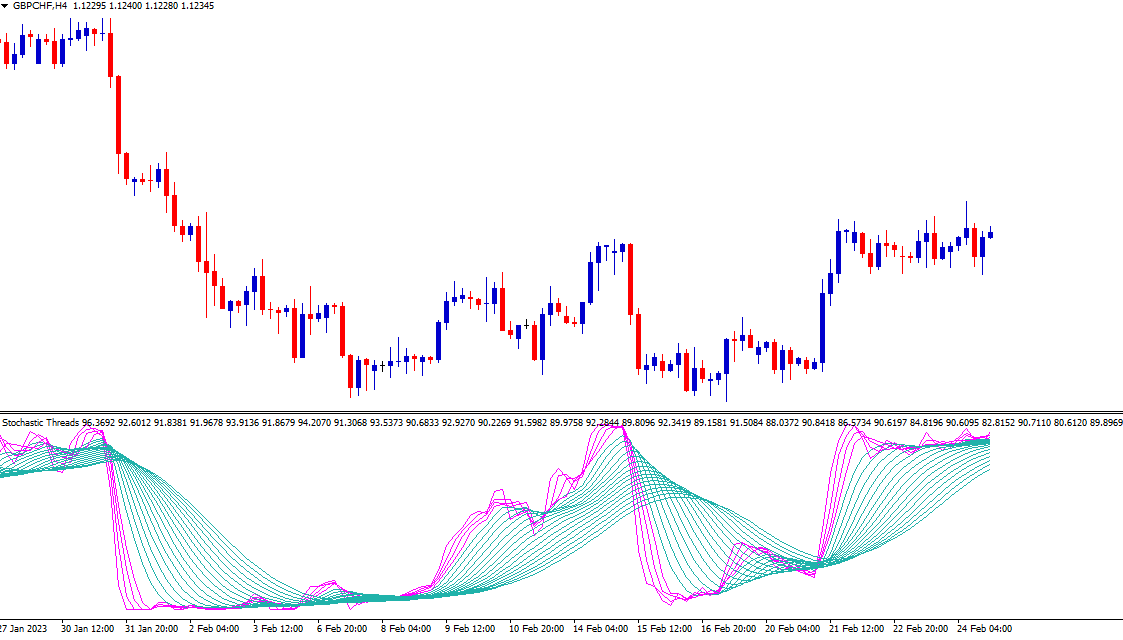 GBPCHF,H4 1.12295 1.12400 1.12280 1.12345
Stochastic Threads 96.3692 92.6012 91.8381 91.9678 93.9136 91.8679 94.2070 91.3068 93.5373 90.6833 92.9270 90.2269 91.5982 89.9758 92.2844 89.8096 92.3419 89.1581 91.5084 88.0372 90.8418 86.5734 90.6197 84.8196 90.6095 82.8152 90.7110 80.6120 89.8969
27 Jan 2023 30 Jan 12:00 31 Jan 20:00 2 Feb 04:00 3 Feb 12:00 6 Feb 20:00 8 Feb 04:00 9 Feb 12:00 10 Feb 20:00 14 Feb 04:00 15 Feb 12:00 16 Feb 20:00 20 Feb 04:00 21 Feb 12:00 22 Feb 20:00 24 Feb 04:00